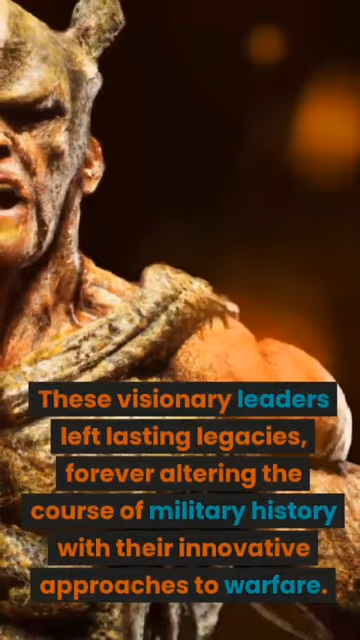 These visionary leaders
left lasting legacies,
forever altering the
course of military history
with their innovative
approaches to warfare.